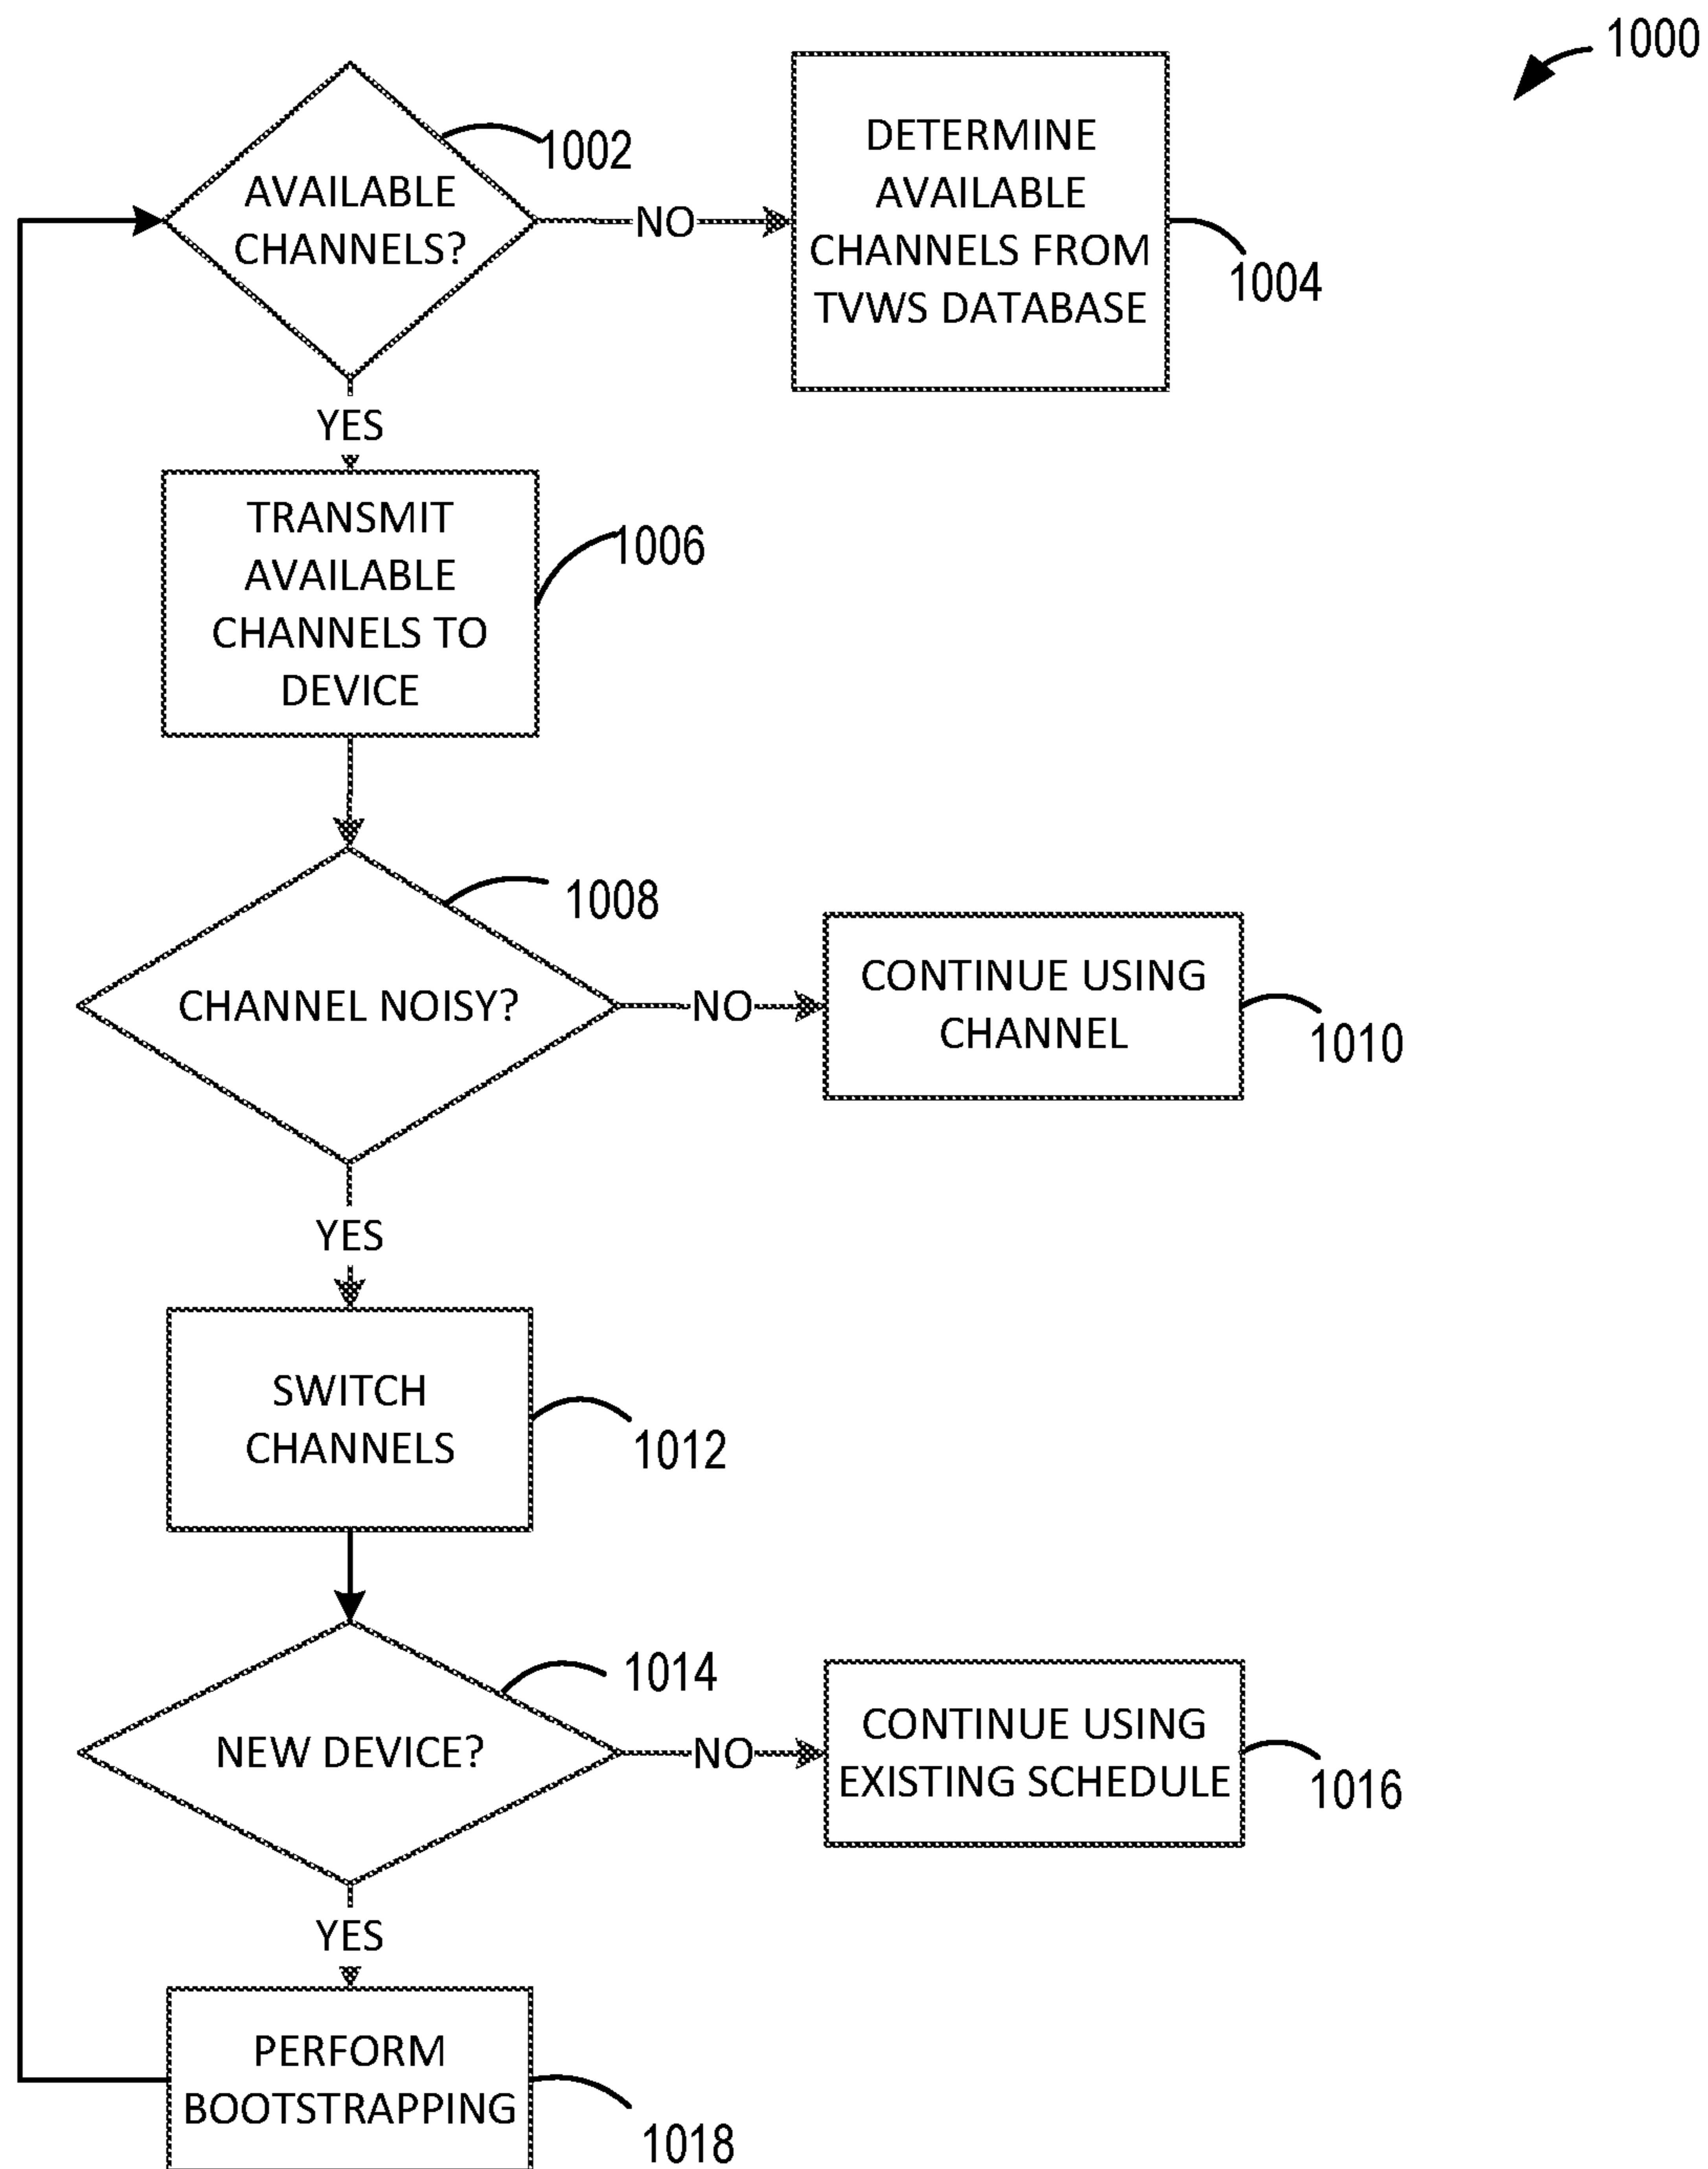 1000
AVAILABLE
CHANNELS?
1002
NO
DETERMINE
AVAILABLE
CHANNELS FROM
TVWS DATABASE
1004
YES
TRANSMIT
AVAILABLE
CHANNELS TO
DEVICE
1006
CHANNEL NOISY?
1008
NO
CONTINUE USING
CHANNEL
1010
YES
SWITCH
CHANNELS
1012
NEW DEVICE?
1014
NO
CONTINUE USING
EXISTING SCHEDULE
1016
YES
PERFORM
BOOTSTRAPPING
1018